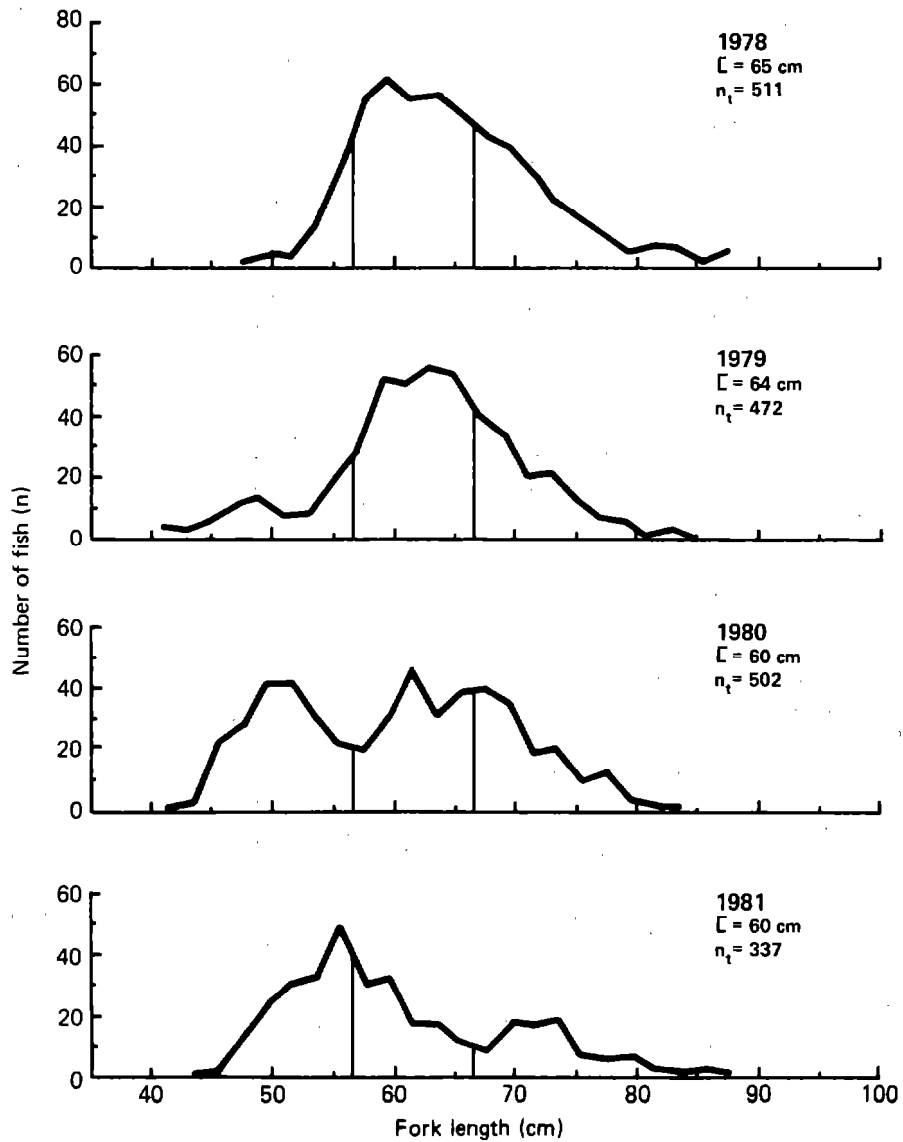 80
60
40
20
0
1978
L̄ = 65 cm
nₜ = 511
60
40
20
0
1979
L̄ = 64 cm
nₜ = 472
Number of fish (n)
60
40
20
0
1980
L̄ = 60 cm
nₜ = 502
60
40
20
0
1981
L̄ = 60 cm
nₜ = 337
40 50 60 70 80 90 100
Fork length (cm)